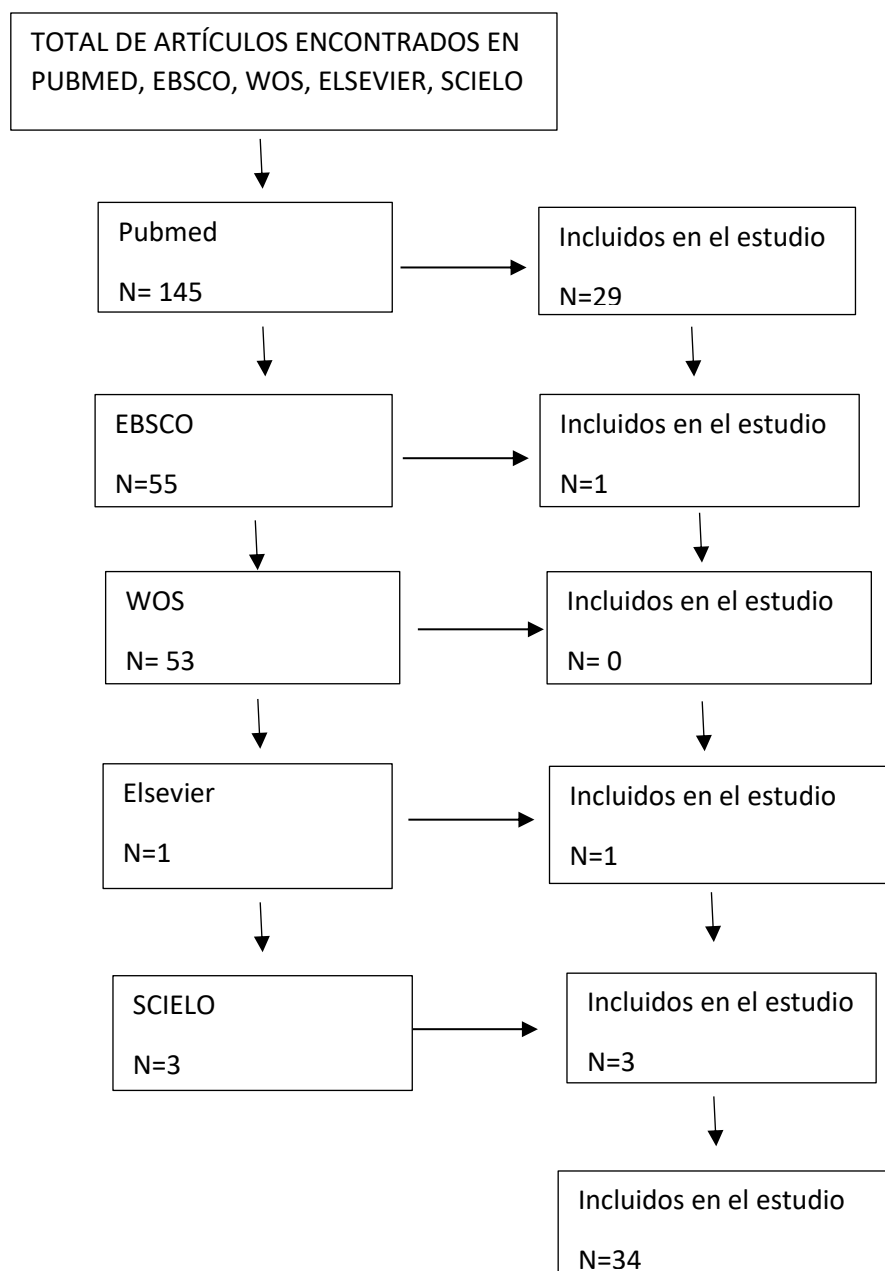 TOTAL DE ARTÍCULOS ENCONTRADOS EN
PUBMED, EBSCO, WOS, ELSEVIER, SCIELO
Pubmed
N= 145
Incluidos en el estudio
N=29
EBSCO
N=55
Incluidos en el estudio
N=1
WOS
N= 53
Incluidos en el estudio
N= 0
Elsevier
N=1
Incluidos en el estudio
N=1
SCIELO
N=3
Incluidos en el estudio
N=3
Incluidos en el estudio
N=34